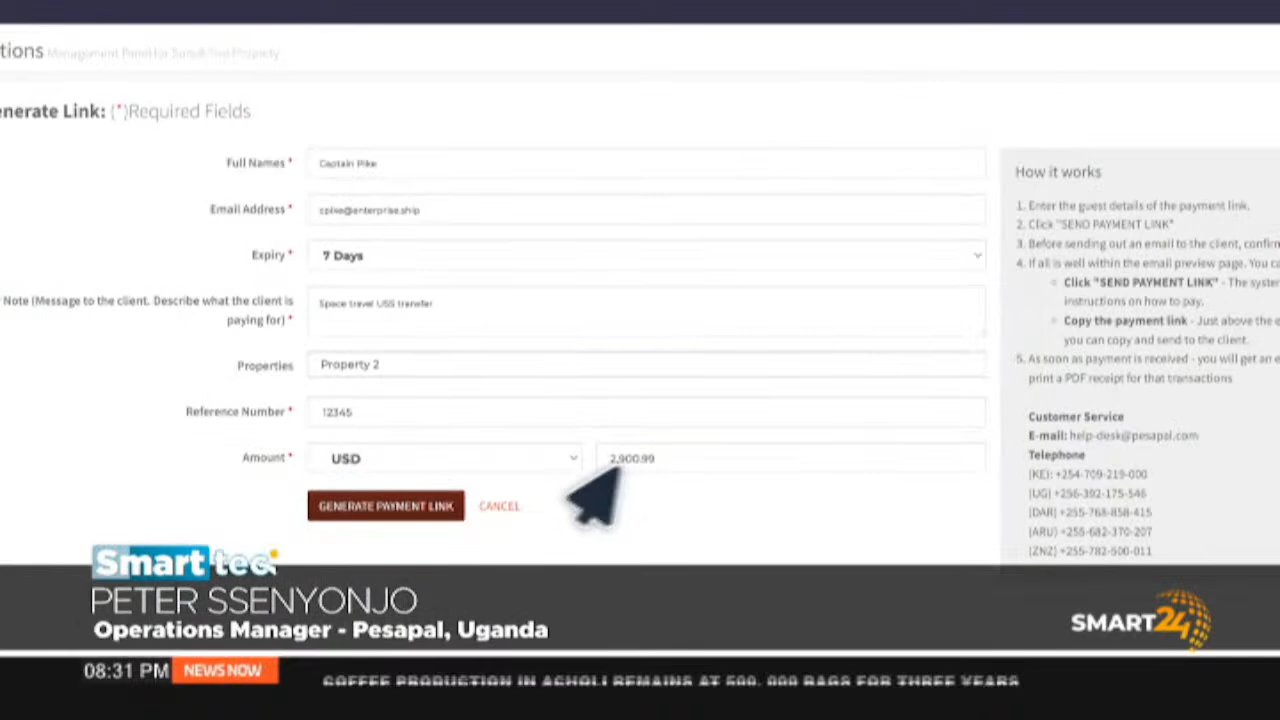 tions Management Panel for Sandi Two Property
enerate Link: (*)Required Fields
Full Names * Captain Pike
Email Address * cpike@enterprise.ship
Expiry * 7 Days
Note (Message to the client. Describe what the client is
paying for) * Space travel USS transfer
Properties Property 2
Reference Number * 12345
Amount * USD 2,900.99
GENERATE PAYMENT LINK CANCEL
How it works
1. Enter the guest details of the payment link.
2. Click "SEND PAYMENT LINK"
3. Before sending out an email to the client, confirm
4. If all is well within the email preview page. You ca
Click "SEND PAYMENT LINK" - The system
instructions on how to pay.
Copy the payment link - Just above the e
you can copy and send to the client.
5. As soon as payment is received - you will get an e
print a PDF receipt for that transactions
Customer Service
E-mail: help-desk@pesapal.com
Telephone
(KE): +254-709-219-000
(UG) +256-392-175-546
(DAR) +255-768-858-415
(ARU) +255-682-370-207
(ZNZ) +255-782-500-011
Smart tec
PETER SSENYONJO
Operations Manager - Pesapal, Uganda
SMART24
08:31 PM NEWS NOW COFFEE PRODUCTION IN ACHOLI REMAINS AT 500, 000 BAGS FOR THREE YEARS